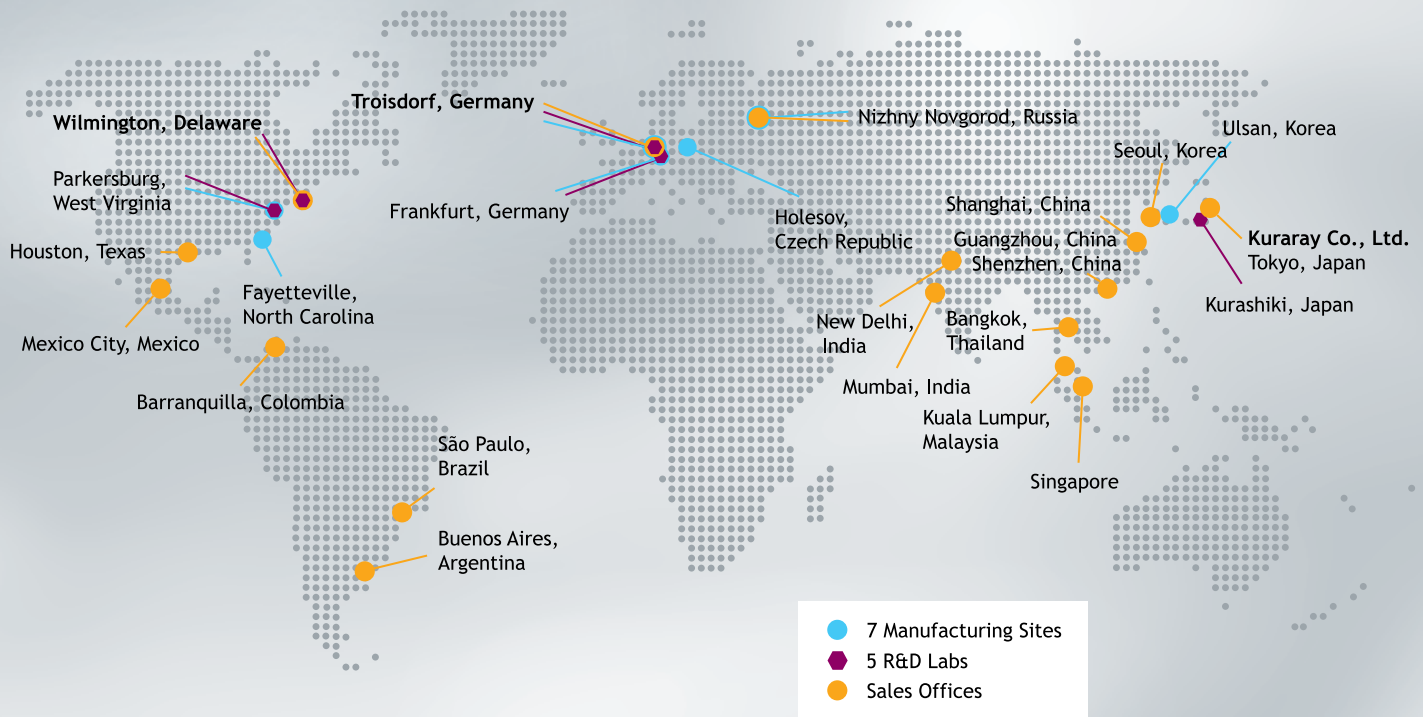 Troisdorf, Germany
Wilmington, Delaware
Nizhny Novgorod, Russia
Ulsan, Korea
Seoul, Korea
Parkersburg,
West Virginia
Frankfurt, Germany
Holesov,
Czech Republic
Shanghai, China
Guangzhou, China
Shenzhen, China
Kuraray Co., Ltd.
Tokyo, Japan
Houston, Texas
Fayetteville,
North Carolina
Kurashiki, Japan
New Delhi,
India
Bangkok,
Thailand
Mexico City, Mexico
Mumbai, India
Barranquilla, Colombia
Kuala Lumpur,
Malaysia
São Paulo,
Brazil
Singapore
Buenos Aires,
Argentina
7 Manufacturing Sites
5 R&D Labs
Sales Offices